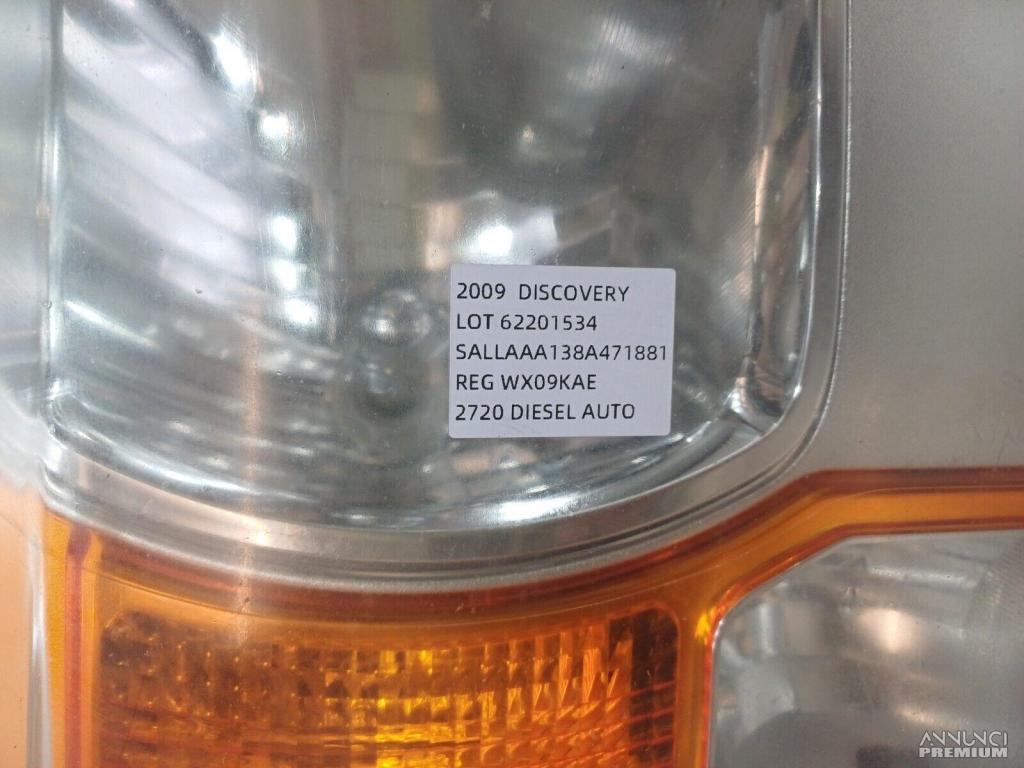 2009 DISCOVERY
LOT 62201534
SALLAAA138A471881
REG WX09KAE
2720 DIESEL AUTO
ANNUNCI
PREMIUM